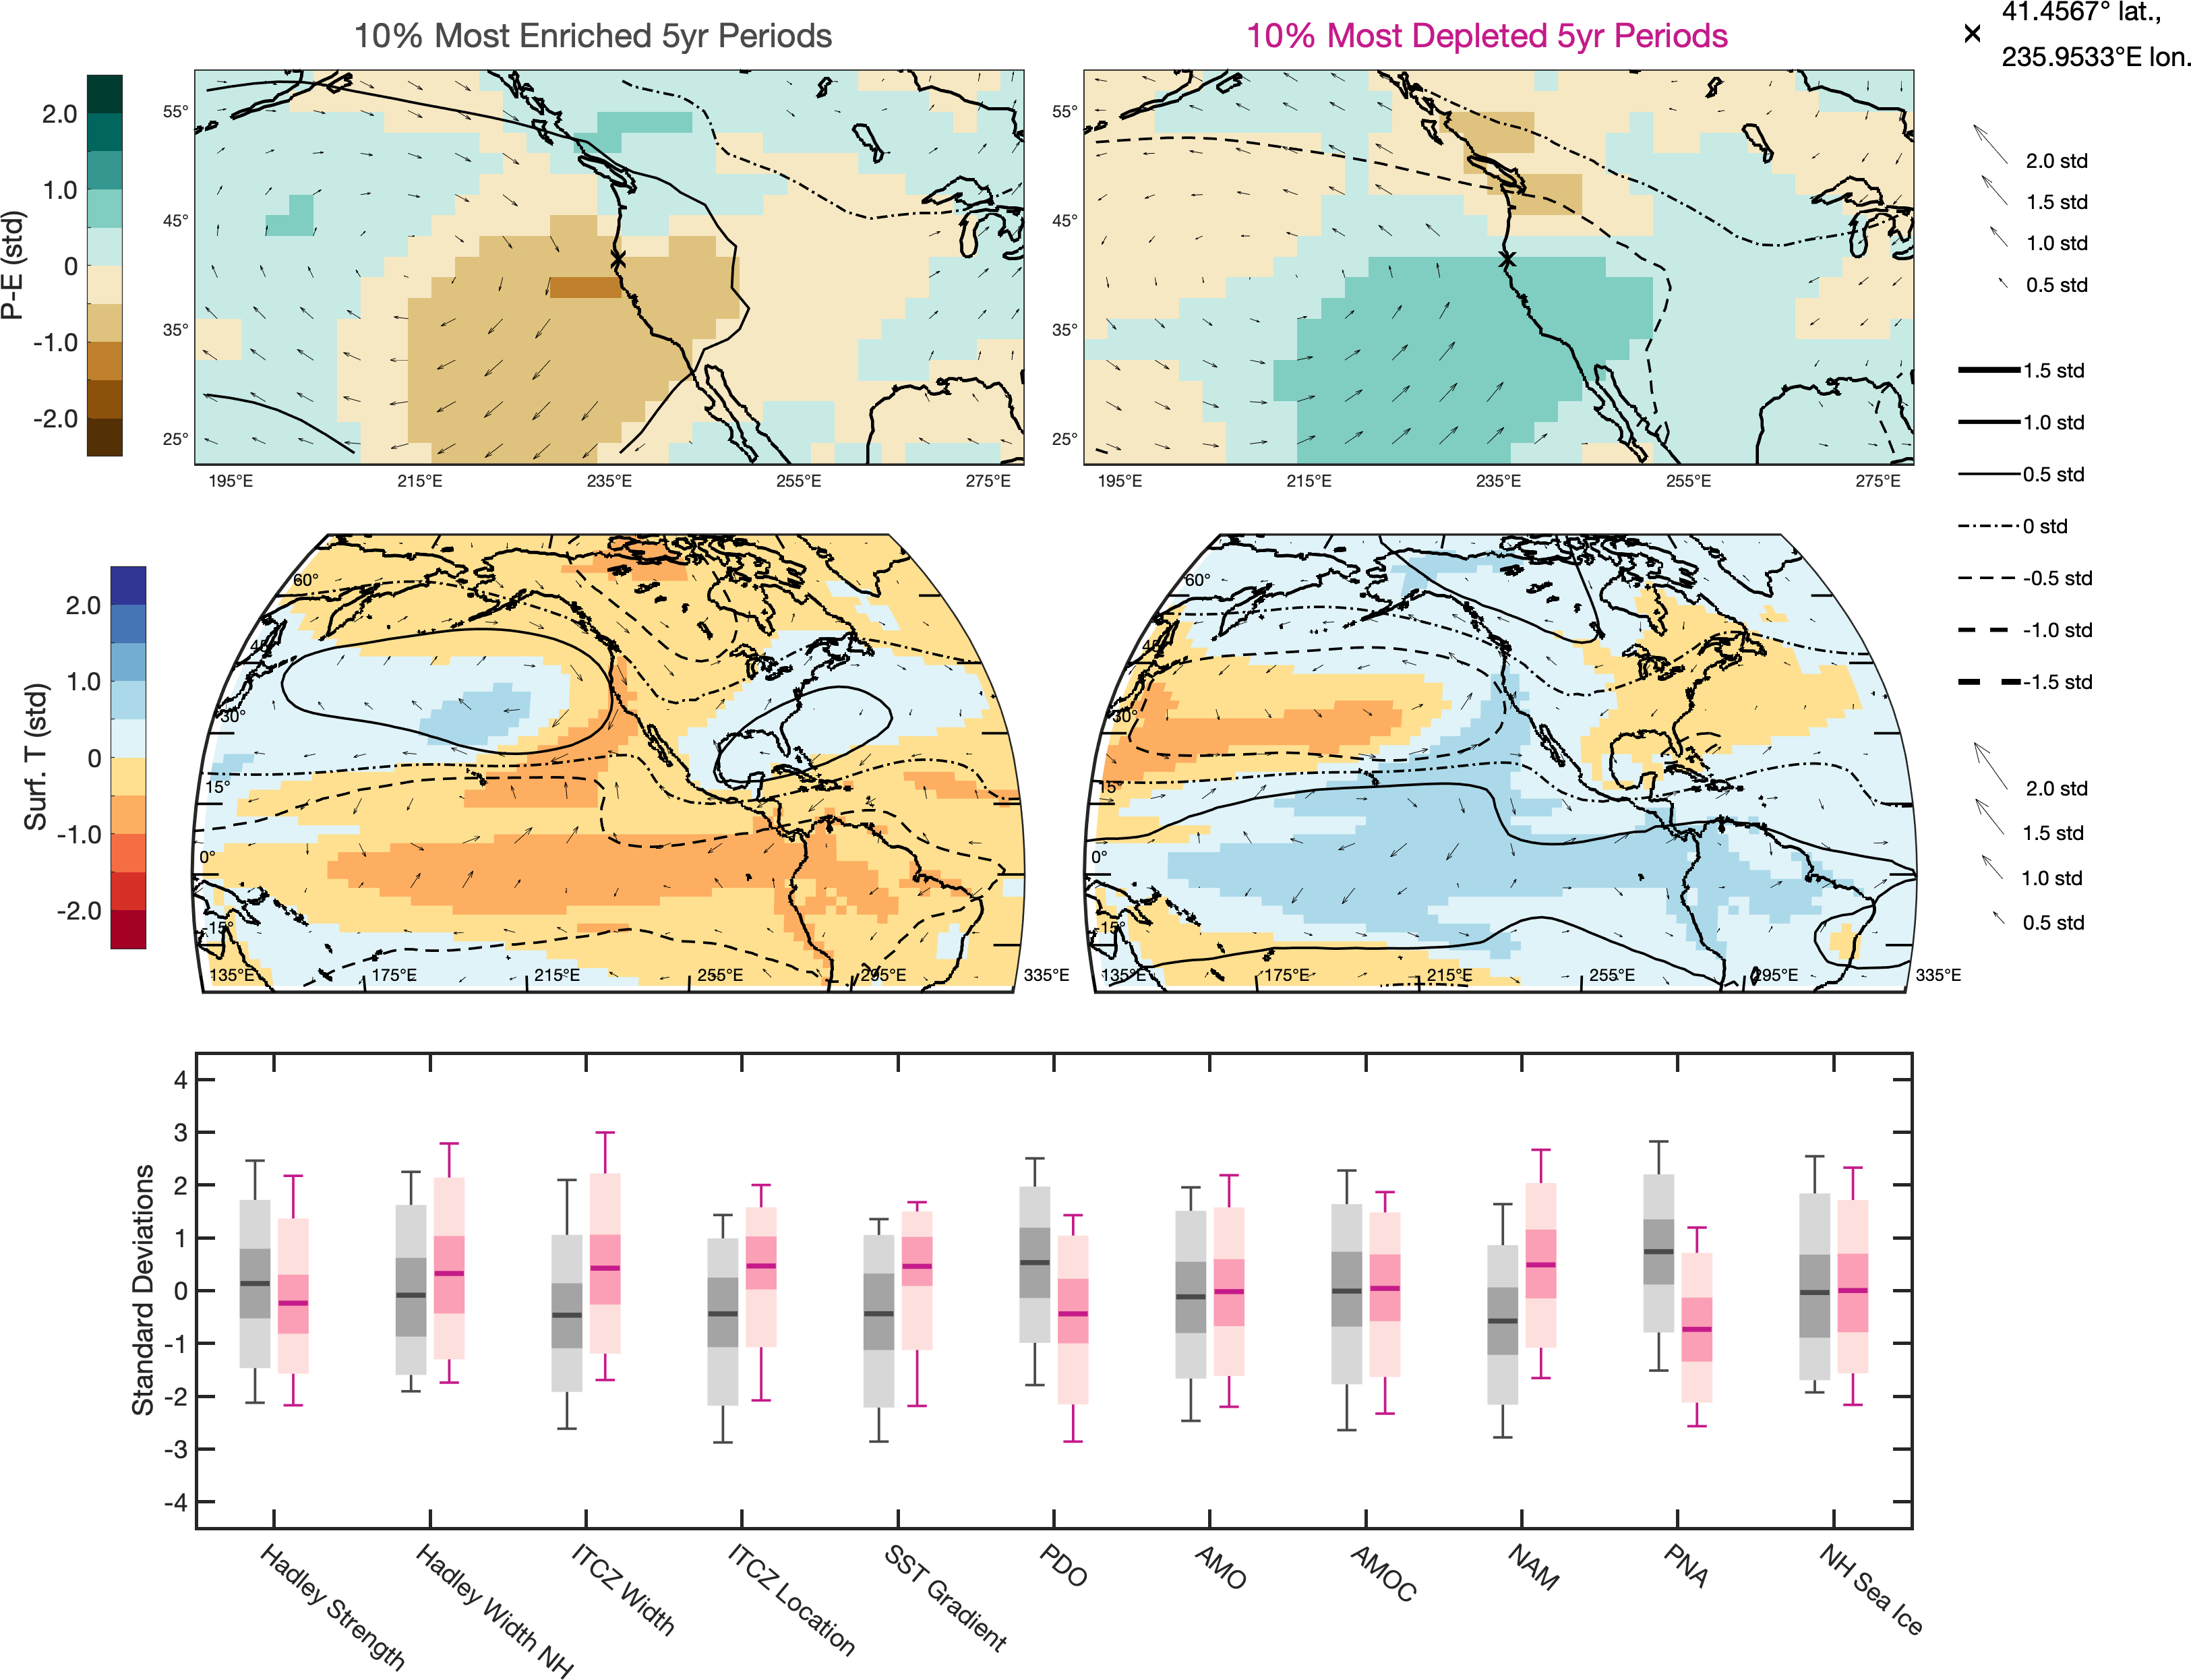 10% Most Enriched 5yr Periods
10% Most Depleted 5yr Periods
41.4567° lat.,
235.9533°E lon.
P-E (std)
2.0
1.0
0
-1.0
-2.0
55°
45°
35°
25°
195°E
215°E
235°E
255°E
275°E
55°
45°
35°
25°
195°E
215°E
235°E
255°E
275°E
2.0 std
1.5 std
1.0 std
0.5 std
1.5 std
1.0 std
0.5 std
0 std
-0.5 std
-1.0 std
-1.5 std
Surf. T (std)
2.0
1.0
0
-1.0
-2.0
60°
45°
30°
15°
0°
-15°
135°E
175°E
215°E
255°E
295°E
335°E
60°
45°
30°
15°
0°
-15°
135°E
175°E
215°E
255°E
295°E
335°E
2.0 std
1.5 std
1.0 std
0.5 std
Standard Deviations
4
3
2
1
0
-1
-2
-3
-4
Hadley Strength
Hadley Width NH
ITCZ Width
ITCZ Location
SST Gradient
PDO
AMO
AMOC
NAM
PNA
NH Sea Ice